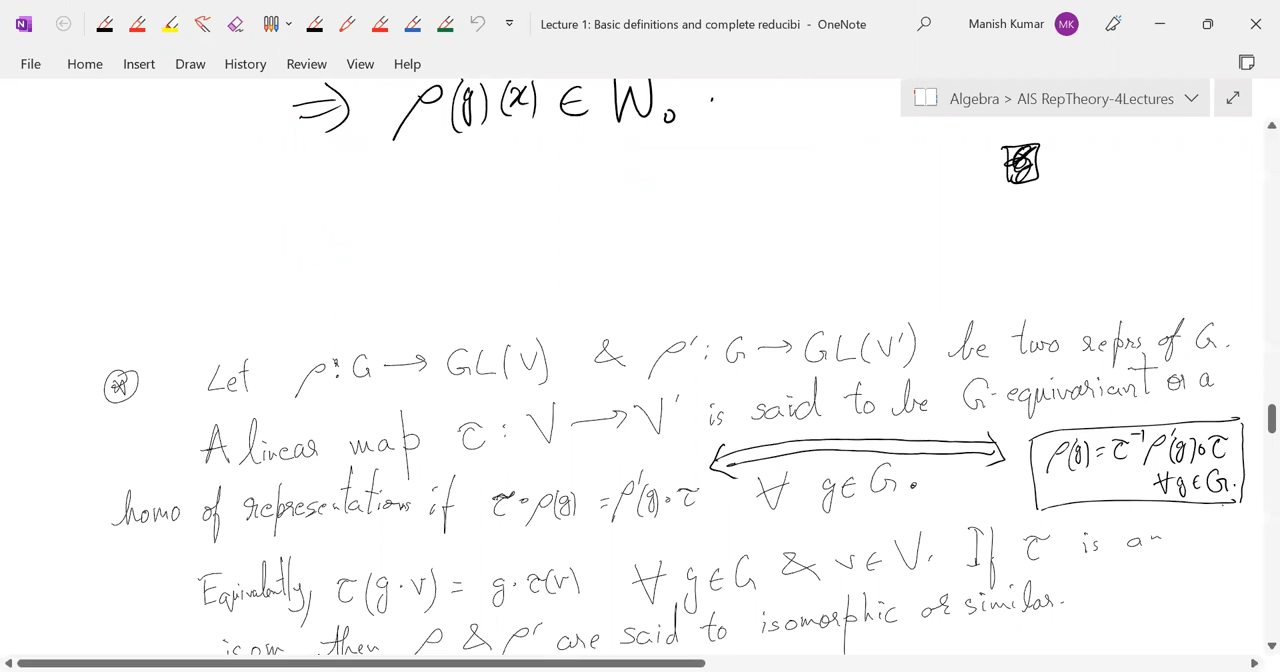 Lecture 1: Basic definitions and complete reducibi - OneNote
Manish Kumar
MK
File Home Insert Draw History Review View Help
⇒ ρ(g)(x) ∈ W₀.
Algebra > AIS RepTheory-4Lectures
Let ρ: G → GL(V) & ρ' : G → GL(V') be two reprs of G.
A linear map τ : V → V' is said to be G-equivariant or a
homo of representations if τ∘ρ(g) = ρ'(g)∘τ ∀ g∈G.
ρ(g) = τ⁻¹ρ'(g)∘τ
∀g∈G.
Equivalently, τ(g·v) = g·τ(v) ∀ g∈G & v∈V. If τ is an
isom then ρ & ρ' are said to isomorphic or similar.